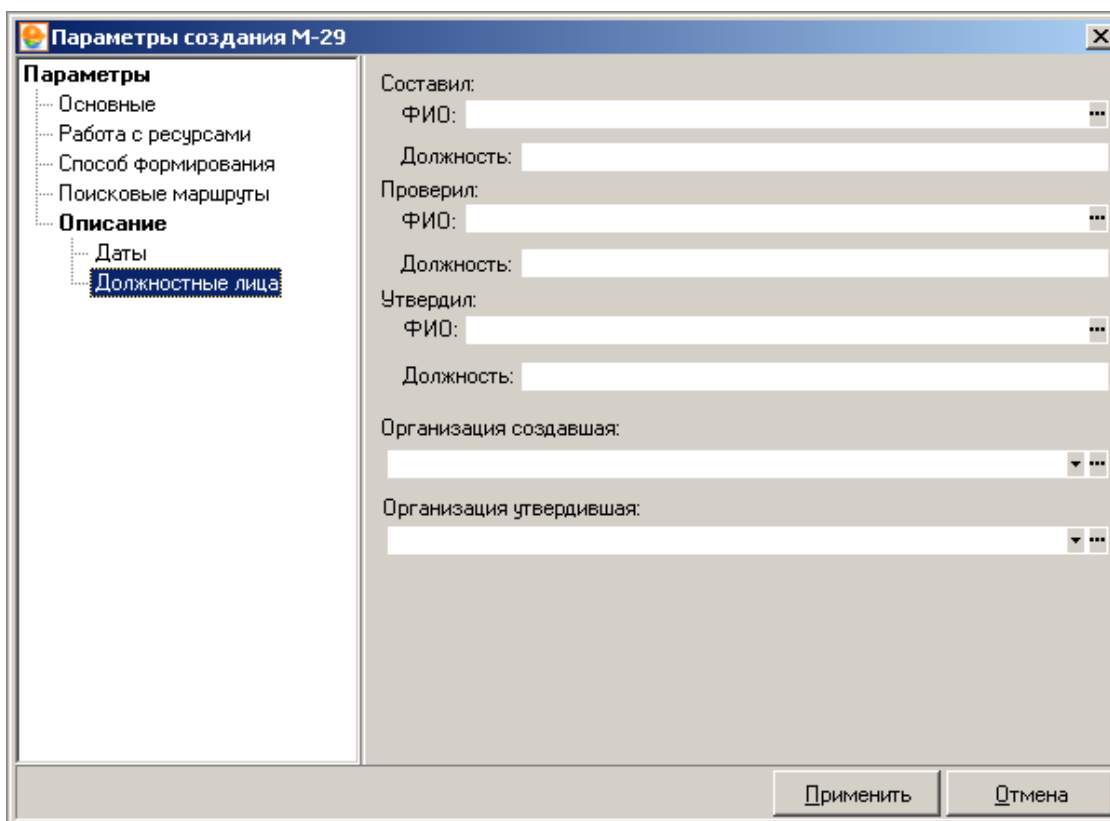 Параметры создания М-29
Параметры
Основные
Работа с ресурсами
Способ формирования
Поисковые маршруты
Описание
Даты
Должностные лица
Составил:
ФИО:
Должность:
Проверил:
ФИО:
Должность:
Утвердил:
ФИО:
Должность:
Организация создавшая:
Организация утвердившая:
Применить
Отмена